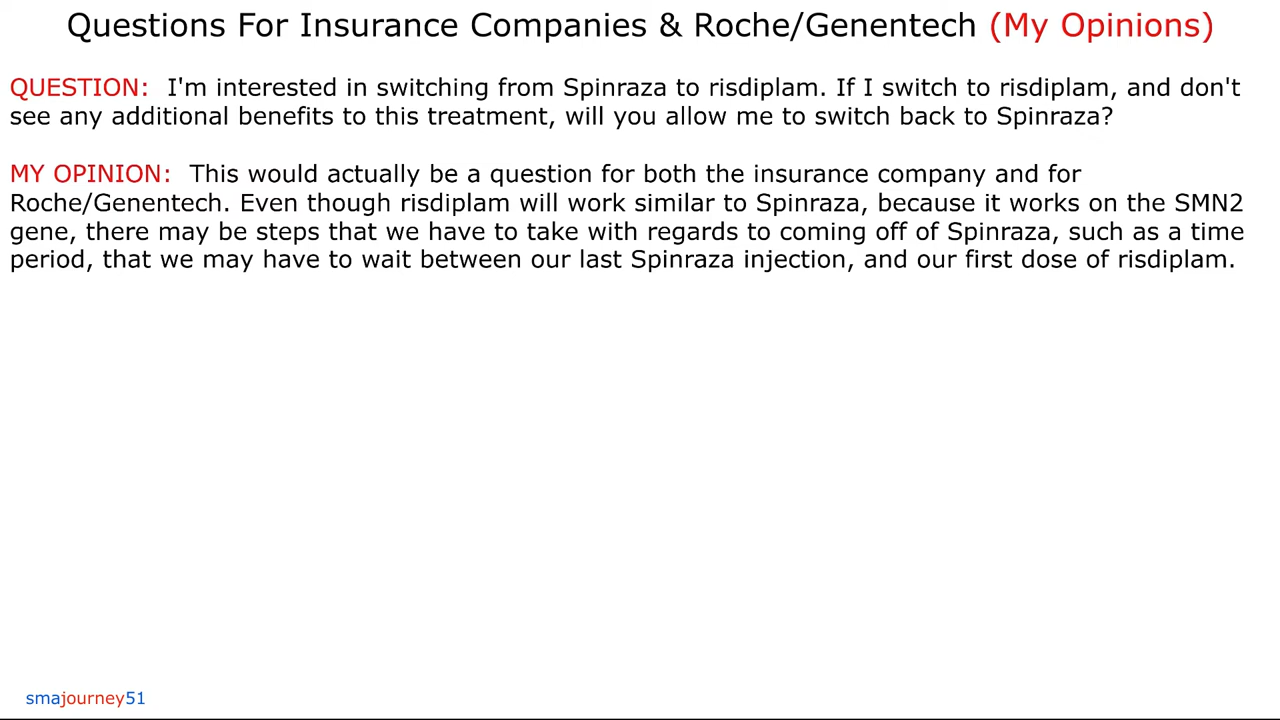 Questions For Insurance Companies & Roche/Genentech (My Opinions)
QUESTION: I'm interested in switching from Spinraza to risdiplam. If I switch to risdiplam, and don't
see any additional benefits to this treatment, will you allow me to switch back to Spinraza?
MY OPINION: This would actually be a question for both the insurance company and for
Roche/Genentech. Even though risdiplam will work similar to Spinraza, because it works on the SMN2
gene, there may be steps that we have to take with regards to coming off of Spinraza, such as a time
period, that we may have to wait between our last Spinraza injection, and our first dose of risdiplam.
smajourney51